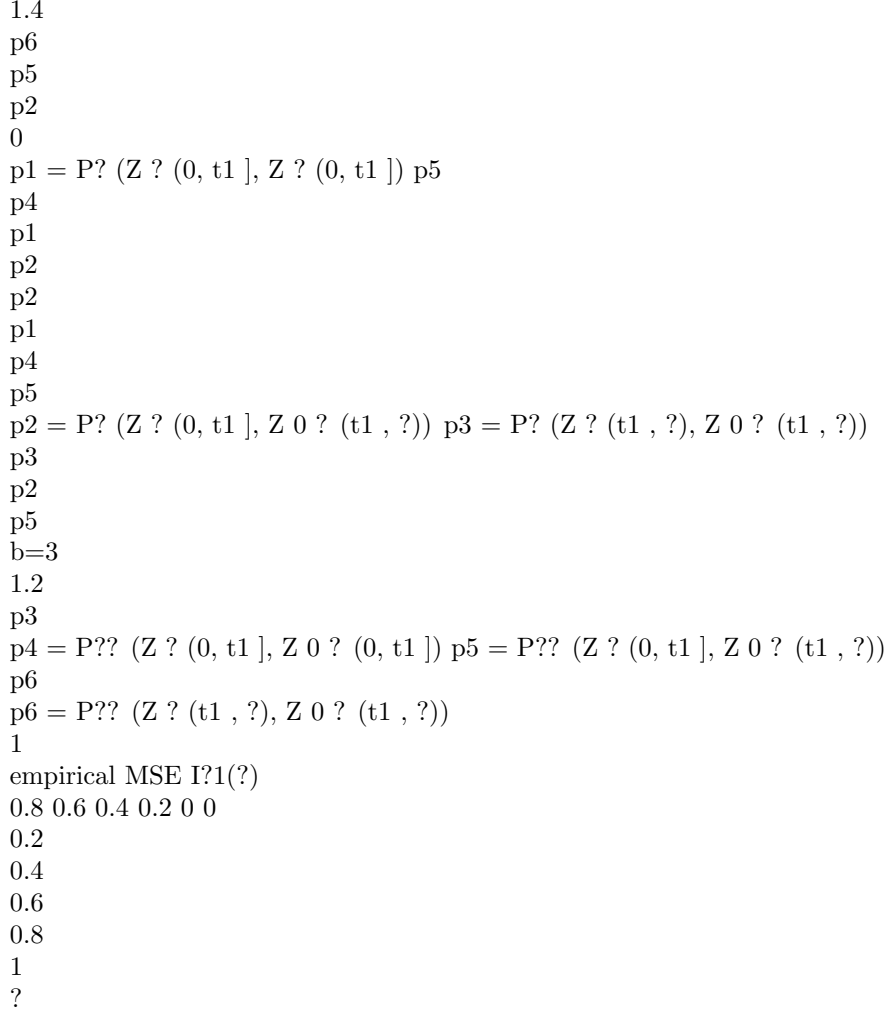 1.4
p6
p5
p2
0
p1 = P? (Z ? (0, t1 ], Z ? (0, t1 ]) p5
p4
p1
p2
p2
p1
p4
p5
p2 = P? (Z ? (0, t1 ], Z 0 ? (t1 , ?)) p3 = P? (Z ? (t1 , ?), Z 0 ? (t1 , ?))
p3
p2
p5
b=3
1.2
p3
p4 = P?? (Z ? (0, t1 ], Z 0 ? (0, t1 ]) p5 = P?? (Z ? (0, t1 ], Z 0 ? (t1 , ?))
p6
p6 = P?? (Z ? (t1 , ?), Z 0 ? (t1 , ?))
1
empirical MSE I?1(?)
0.8 0.6 0.4 0.2 0 0
0.2
0.4
0.6
0.8
1
?